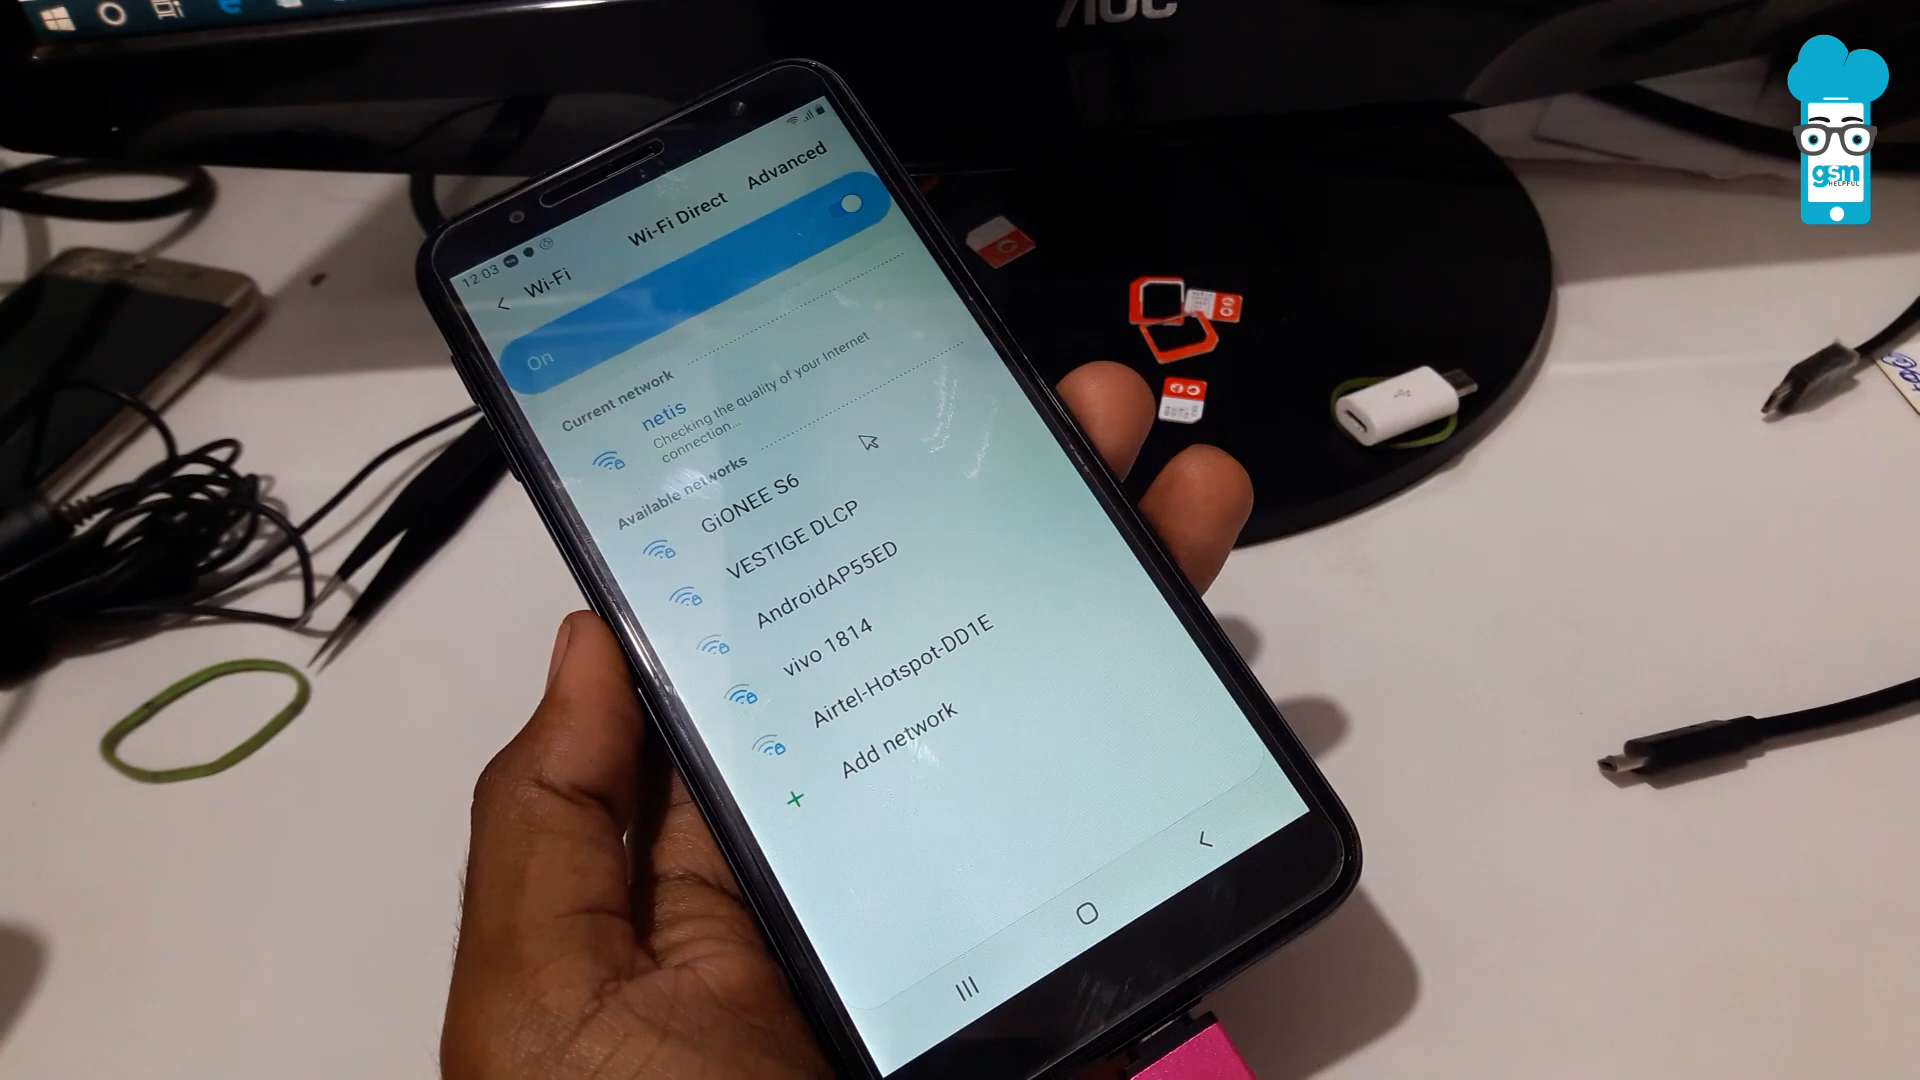 AOC
gsm
HELPFUL
12:03
Wi-Fi
Wi-Fi Direct
Advanced
On
Current network
netis
Checking the quality of your Internet
connection...
Available networks
GiONEE S6
VESTIGE DLCP
AndroidAP55ED
vivo 1814
Airtel-Hotspot-DD1E
Add network